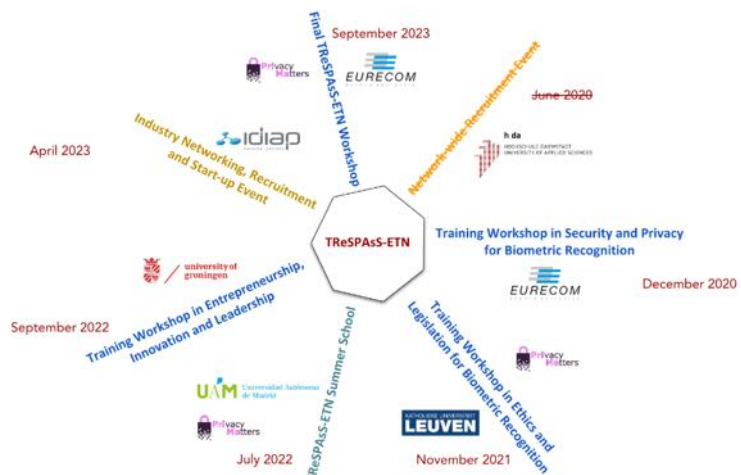 September 2023
Final TReSPAsS-ETN Workshop
PrIvacy
Matters
EURECOM
Network-wide Recruitment Event
June 2020
h da
HOCHSCHULE DARMSTADT
UNIVERSITY OF APPLIED SCIENCES
Industry Networking, Recruitment
and Start-up Event
idiap
April 2023
TReSPAsS-ETN
Training Workshop in Security and Privacy
for Biometric Recognition
EURECOM
December 2020
university of
groningen
Training Workshop in Entrepreneurship,
Innovation and Leadership
September 2022
Training Workshop in Ethics and
Legislation for Biometric Recognition
PrIvacy
Matters
KATHOLIEKE UNIVERSITEIT
LEUVEN
November 2021
TReSPAsS-ETN Summer School
UAM
Universidad Autónoma
de Madrid
PrIvacy
Matters
July 2022